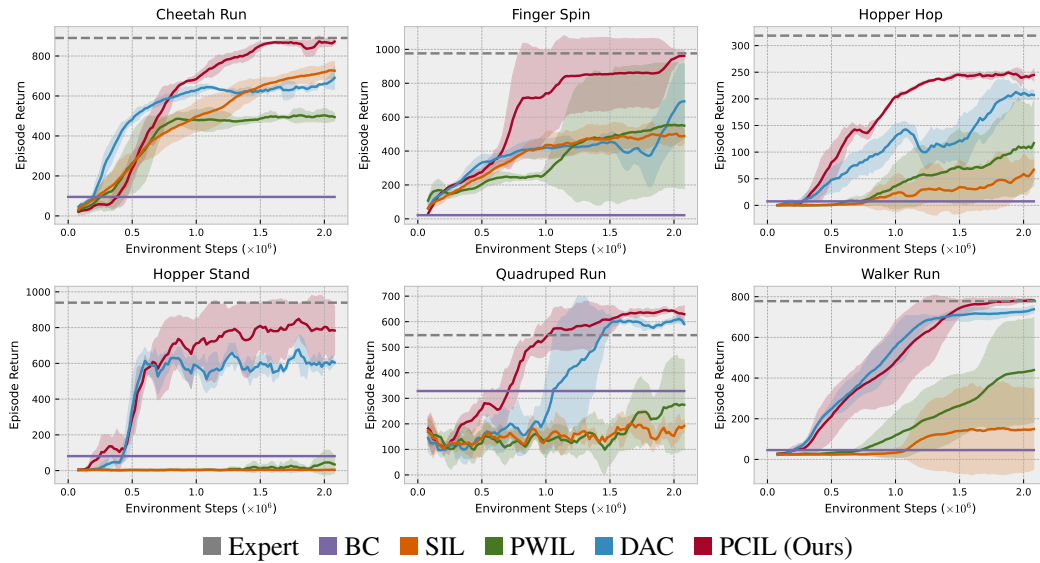 Cheetah Run
Finger Spin
Hopper Hop
Episode Return
800
600
400
200
0
0.0 0.5 1.0 1.5 2.0
Environment Steps (×10⁶)
Episode Return
1000
800
600
400
200
0
0.0 0.5 1.0 1.5 2.0
Environment Steps (×10⁶)
Episode Return
300
250
200
150
100
50
0
0.0 0.5 1.0 1.5 2.0
Environment Steps (×10⁶)
Hopper Stand
Quadruped Run
Walker Run
Episode Return
1000
800
600
400
200
0
0.0 0.5 1.0 1.5 2.0
Environment Steps (×10⁶)
Episode Return
700
600
500
400
300
200
100
0
0.0 0.5 1.0 1.5 2.0
Environment Steps (×10⁶)
Episode Return
800
600
400
200
0
0.0 0.5 1.0 1.5 2.0
Environment Steps (×10⁶)
Expert BC SIL PWIL DAC PCIL (Ours)